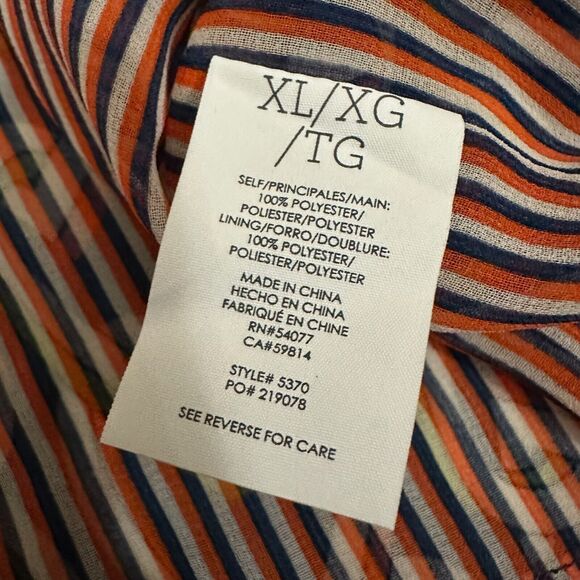 XL/XG
/TG
SELF/PRINCIPALES/MAIN:
100% POLYESTER/
POLIESTER/POLYESTER
LINING/FORRO/DOUBLURE:
100% POLYESTER/
POLIESTER/POLYESTER
MADE IN CHINA
HECHO EN CHINA
FABRIQUÉ EN CHINE
RN#54077
CA#59814
STYLE# 5370
PO# 219078
SEE REVERSE FOR CARE